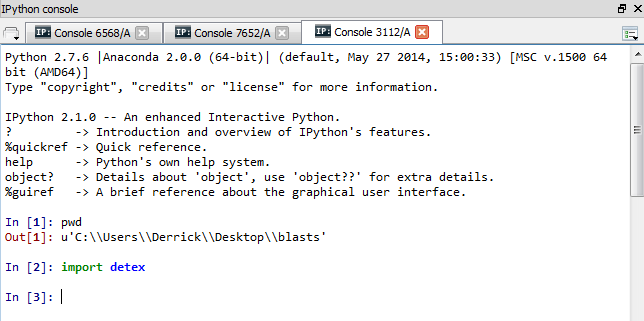 IPython console
IP: Console 6568/A IP: Console 7652/A IP: Console 3112/A
Python 2.7.6 |Anaconda 2.0.0 (64-bit)| (default, May 27 2014, 15:00:33) [MSC v.1500 64
bit (AMD64)]
Type "copyright", "credits" or "license" for more information.

IPython 2.1.0 -- An enhanced Interactive Python.
?         -> Introduction and overview of IPython's features.
%quickref -> Quick reference.
help      -> Python's own help system.
object?   -> Details about 'object', use 'object??' for extra details.
%guiref   -> A brief reference about the graphical user interface.

In [1]: pwd
Out[1]: u'C:\\Users\\Derrick\\Desktop\\blasts'

In [2]: import detex

In [3]: